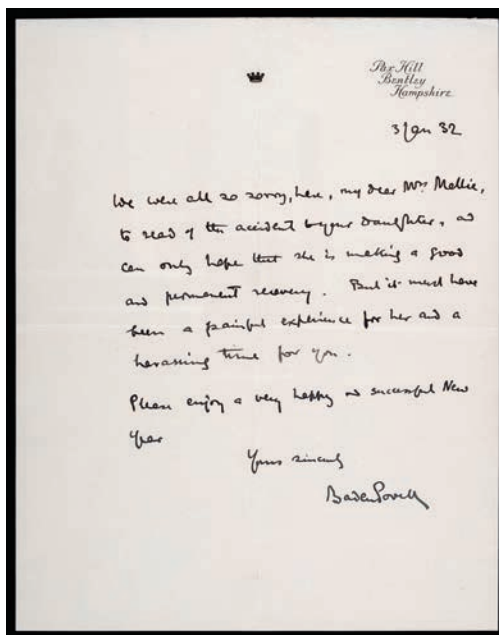 Pax Hill
Bentley
Hampshire
3 Jan 32
We were all so sorry, here, my dear Mrs Mellie,
to read of the accident to your daughter, and
can only hope that she is making a good
and permanent recovery. But it must have
been a painful experience for her and a
harassing time for you.
Please enjoy a very happy and successful New
Year
Yours sincerely
Baden Powell